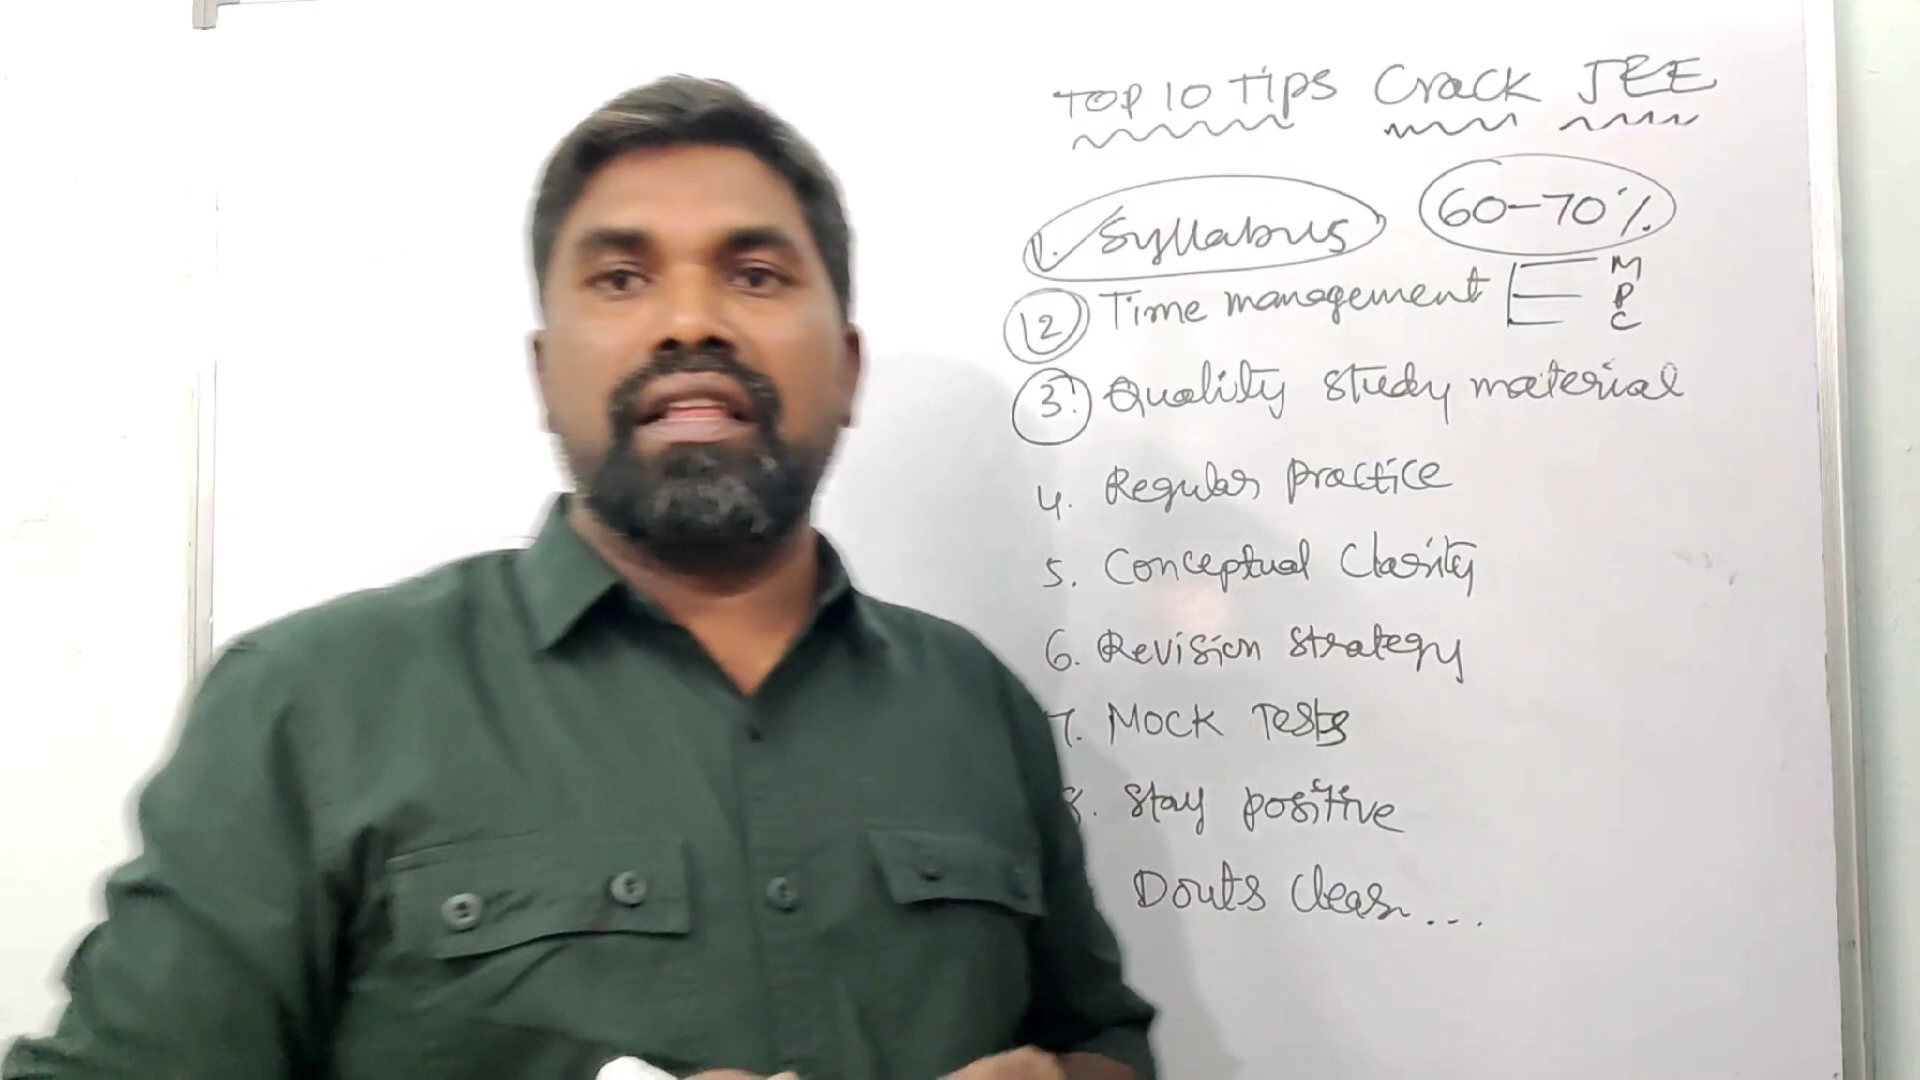 TOP 10 Tips Crack JEE
1. Syllabus 60-70%
2 Time management M
P
C
3. Quality study material
4. Regular practice
5. Conceptual Clarity
6. Revision Strategy
7. MOCK Tests
8. Stay positive
Douts Clear...